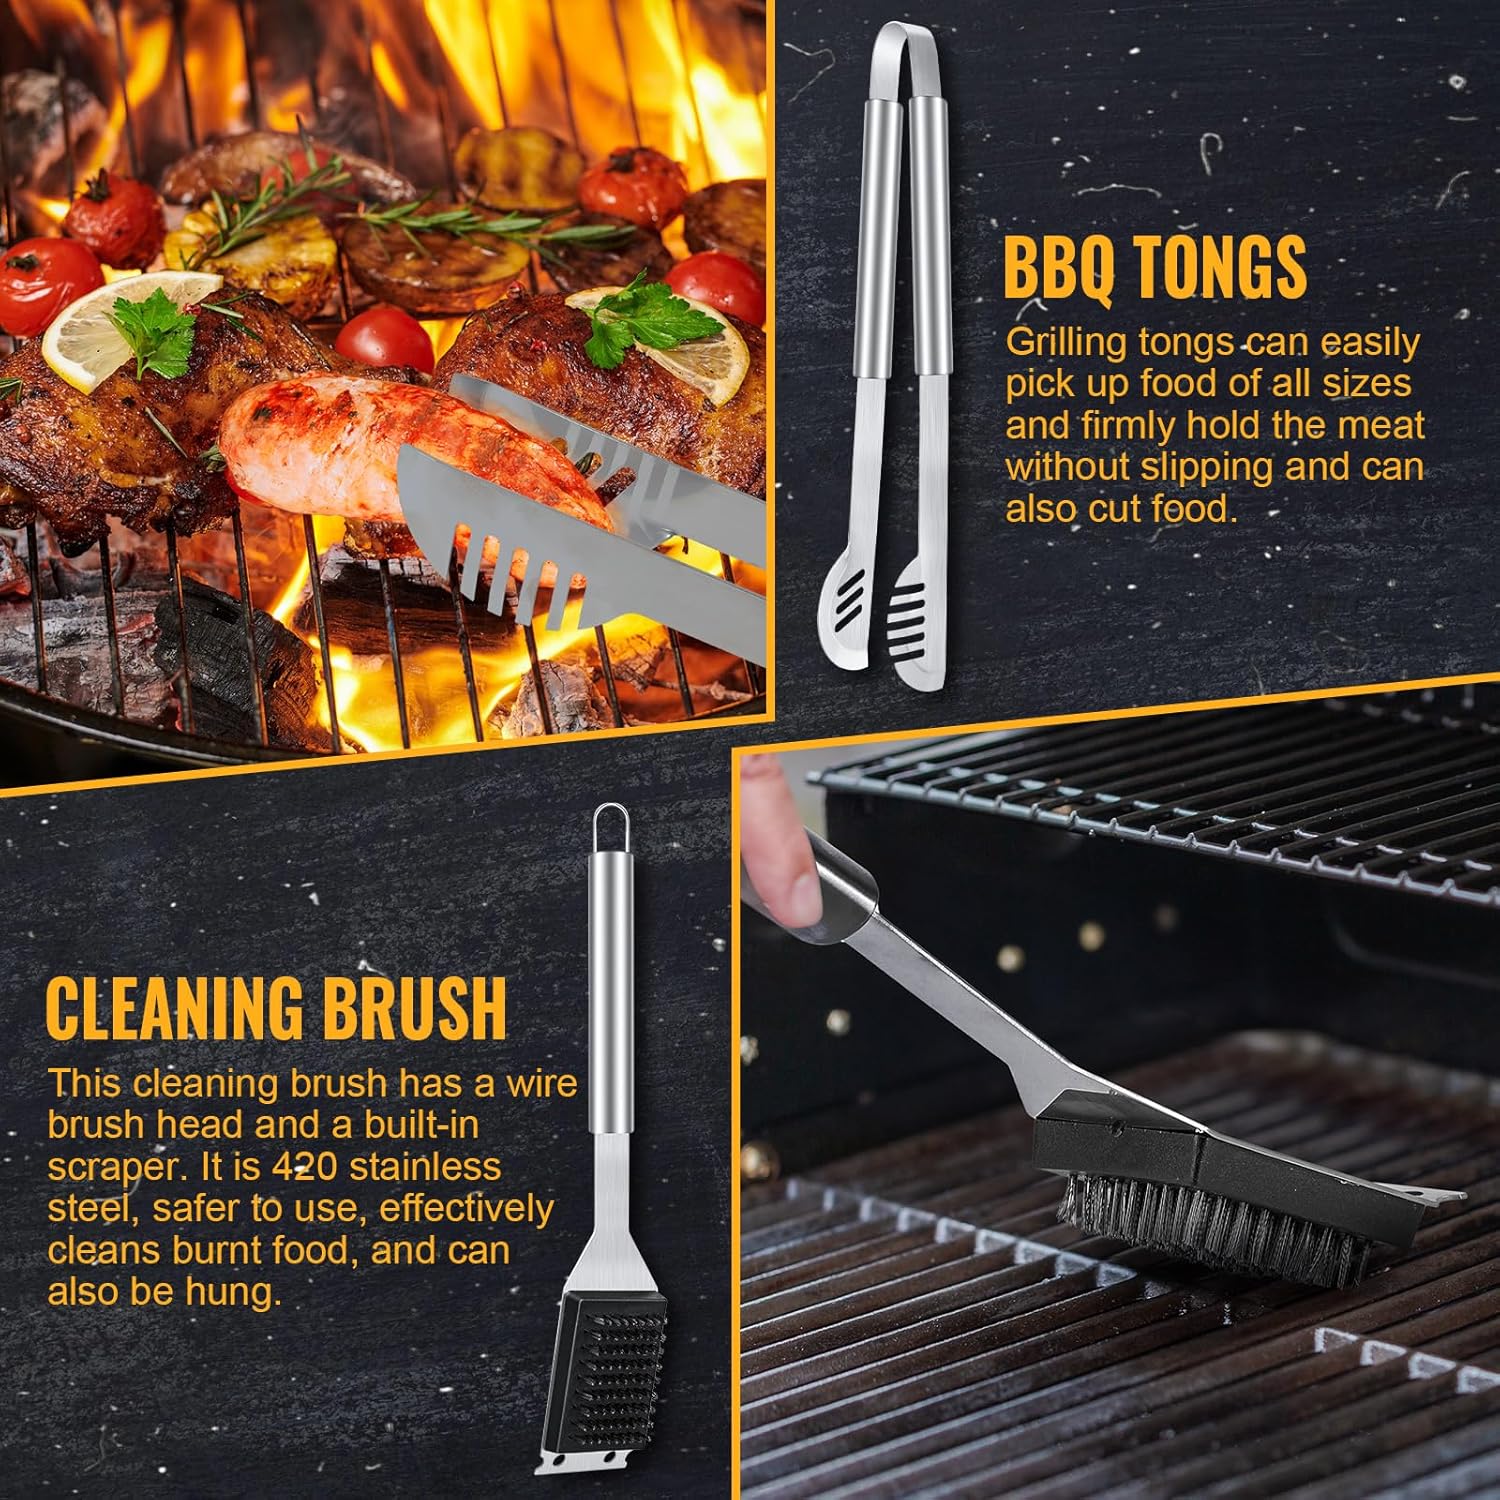 BBQ TONGS
Grilling tongs can easily
pick up food of all sizes
and firmly hold the meat
without slipping and can
also cut food.
CLEANING BRUSH
This cleaning brush has a wire
brush head and a built-in
scraper. It is 420 stainless
steel, safer to use, effectively
cleans burnt food, and can
also be hung.